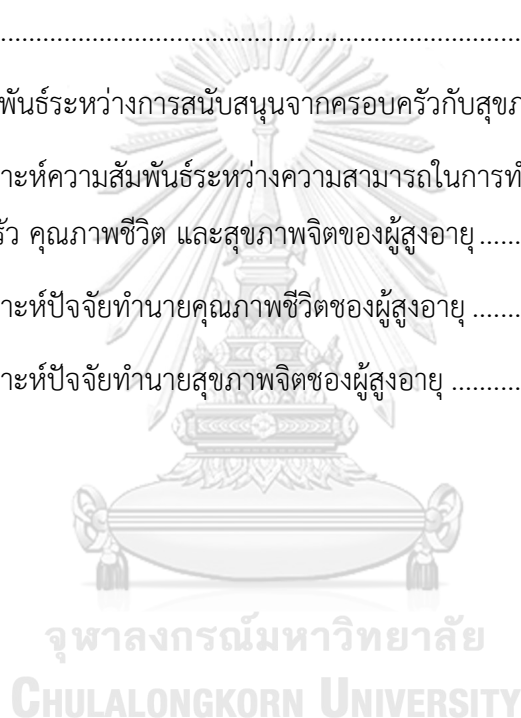 ....................................................................
พันธ์ระหว่างการสนับสนุนจากครอบครัวกับสุขภ
าะห์ความสัมพันธ์ระหว่างความสามารถในการทำ
รัว คุณภาพชีวิต และสุขภาพจิตของผู้สูงอายุ ......
าะห์ปัจจัยทำนายคุณภาพชีวิตชองผู้สูงอายุ .......
าะห์ปัจจัยทำนายสุขภาพจิตชองผู้สูงอายุ ..........
จุฬาลงกรณ์มหาวิทยาลัย
CHULALONGKORN UNIVERSITY